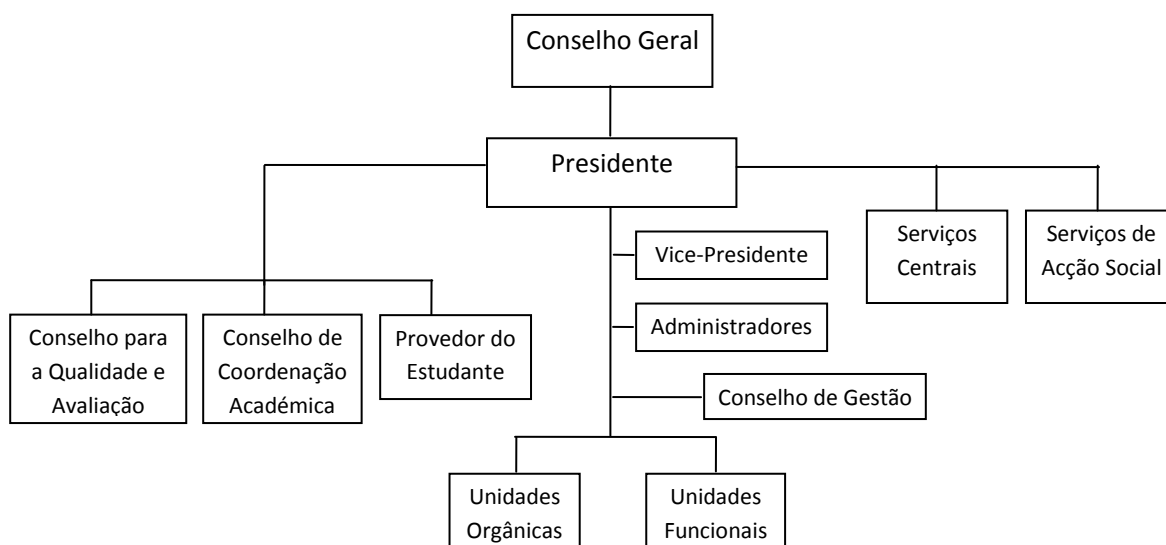 Conselho Geral
Presidente
Vice-Presidente
Administradores
Conselho de Gestão
Serviços
Centrais
Serviços de
Acção Social
Conselho para
a Qualidade e
Avaliação
Conselho de
Coordenação
Académica
Provedor do
Estudante
Unidades
Orgânicas
Unidades
Funcionais